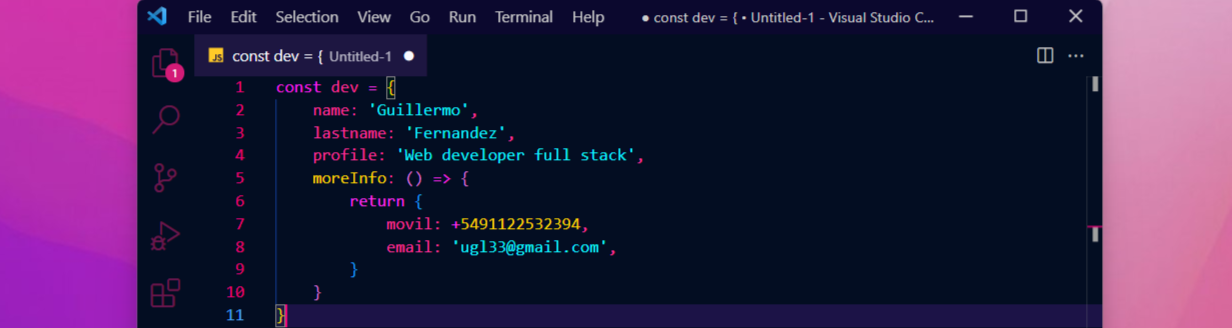 File Edit Selection View Go Run Terminal Help ● const dev = { • Untitled-1 - Visual Studio C...
JS const dev = { Untitled-1 ●
1
1 const dev = {
2 name: 'Guillermo',
3 lastname: 'Fernandez',
4 profile: 'Web developer full stack',
5 moreInfo: () => {
6 return {
7 movil: +5491122532394,
8 email: 'ugl33@gmail.com',
9 }
10 }
11 }